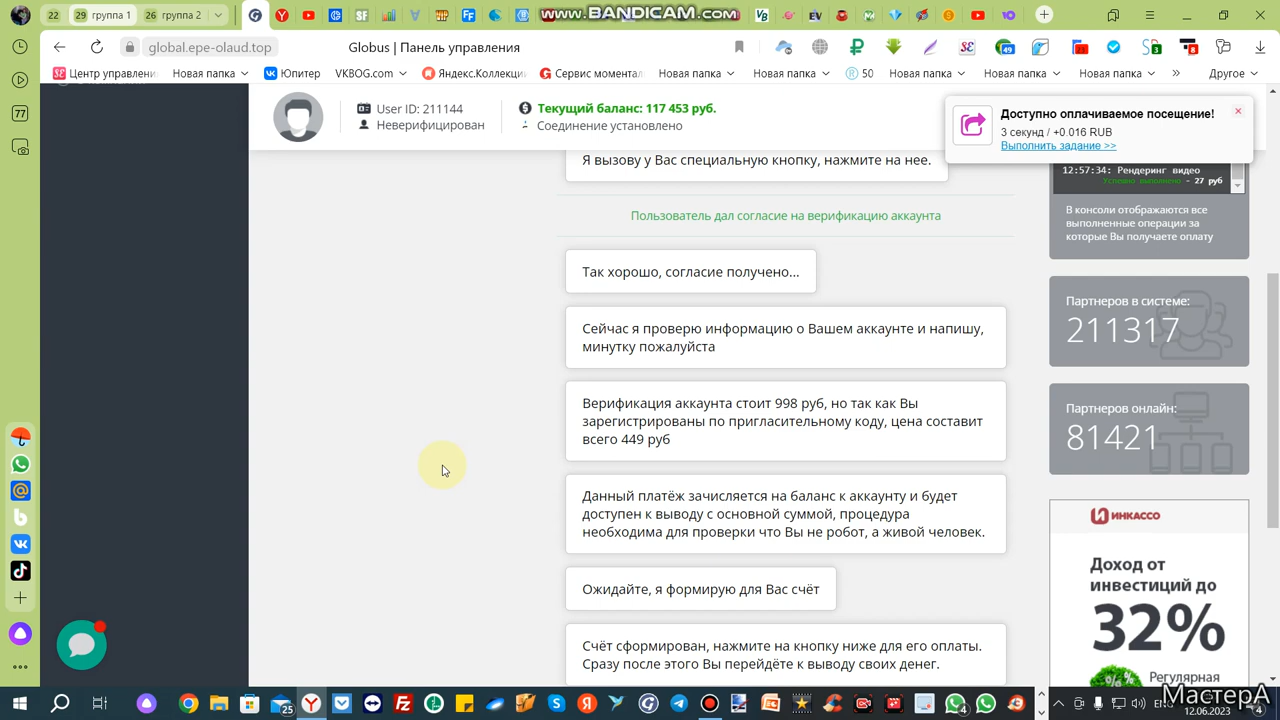 22
29 группа 1
26 группа 2
www.BANDICAM.com
global.epe-olaud.top
Globus | Панель управления
Центр управлени
Новая папка
Юпитер
VKBOG.com
Яндекс.Коллекци
Сервис момента
Новая папка
Новая папка
50
Новая папка
Новая папка
Новая папка
»
Другое
User ID: 211144
Неверифицирован
Текущий баланс: 117 453 руб.
Соединение установлено
Доступно оплачиваемое посещение!
3 секунд / +0.016 RUB
Выполнить задание >>
Я вызову у Вас специальную кнопку, нажмите на нее.
12:57:34: Рендеринг видео
Успешно выполнено - 27 руб
В консоли отображаются все
выполненные операции за
которые Вы получаете оплату
Пользователь дал согласие на верификацию аккаунта
Так хорошо, согласие получено...
Сейчас я проверю информацию о Вашем аккаунте и напишу,
минутку пожалуйста
Верификация аккаунта стоит 998 руб, но так как Вы
зарегистрированы по пригласительному коду, цена составит
всего 449 руб
Данный платёж зачисляется на баланс к аккаунту и будет
доступен к выводу с основной суммой, процедура
необходима для проверки что Вы не робот, а живой человек.
Ожидайте, я формирую для Вас счёт
Счёт сформирован, нажмите на кнопку ниже для его оплаты.
Сразу после этого Вы перейдёте к выводу своих денег.
Партнеров в системе:
211317
Партнеров онлайн:
81421
ИНКАССО
Доход от
инвестиций до
32%
Регулярная
МастерА
ENG
12.06.2023